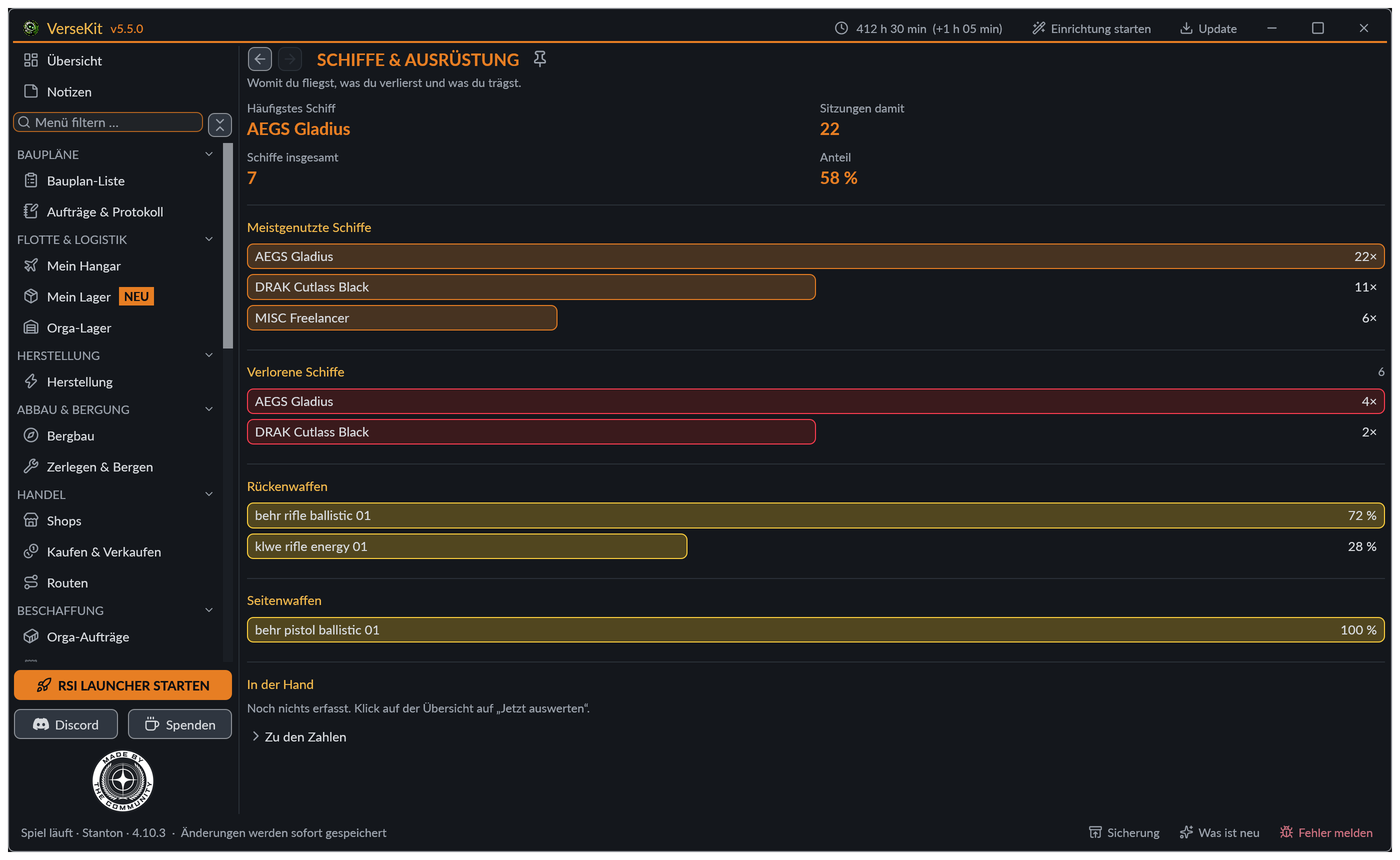 VerseKit v5.5.0
412 h 30 min (+1 h 05 min)
Einrichtung starten
Update
Übersicht
Notizen
Menü filtern ...
BAUPLÄNE
Bauplan-Liste
Aufträge & Protokoll
FLOTTE & LOGISTIK
Mein Hangar
Mein Lager NEU
Orga-Lager
HERSTELLUNG
Herstellung
ABBAU & BERGUNG
Bergbau
Zerlegen & Bergen
HANDEL
Shops
Kaufen & Verkaufen
Routen
BESCHAFFUNG
Orga-Aufträge
RSI LAUNCHER STARTEN
Discord
Spenden
MADE BY
THE COMMUNITY
SCHIFFE & AUSRÜSTUNG
Womit du fliegst, was du verlierst und was du trägst.
Häufigstes Schiff
AEGS Gladius
Sitzungen damit
22
Schiffe insgesamt
7
Anteil
58 %
Meistgenutzte Schiffe
AEGS Gladius 22×
DRAK Cutlass Black 11×
MISC Freelancer 6×
Verlorene Schiffe 6
AEGS Gladius 4×
DRAK Cutlass Black 2×
Rückenwaffen
behr rifle ballistic 01 72 %
klwe rifle energy 01 28 %
Seitenwaffen
behr pistol ballistic 01 100 %
In der Hand
Noch nichts erfasst. Klick auf der Übersicht auf „Jetzt auswerten“.
Zu den Zahlen
Spiel läuft · Stanton · 4.10.3 · Änderungen werden sofort gespeichert
Sicherung
Was ist neu
Fehler melden